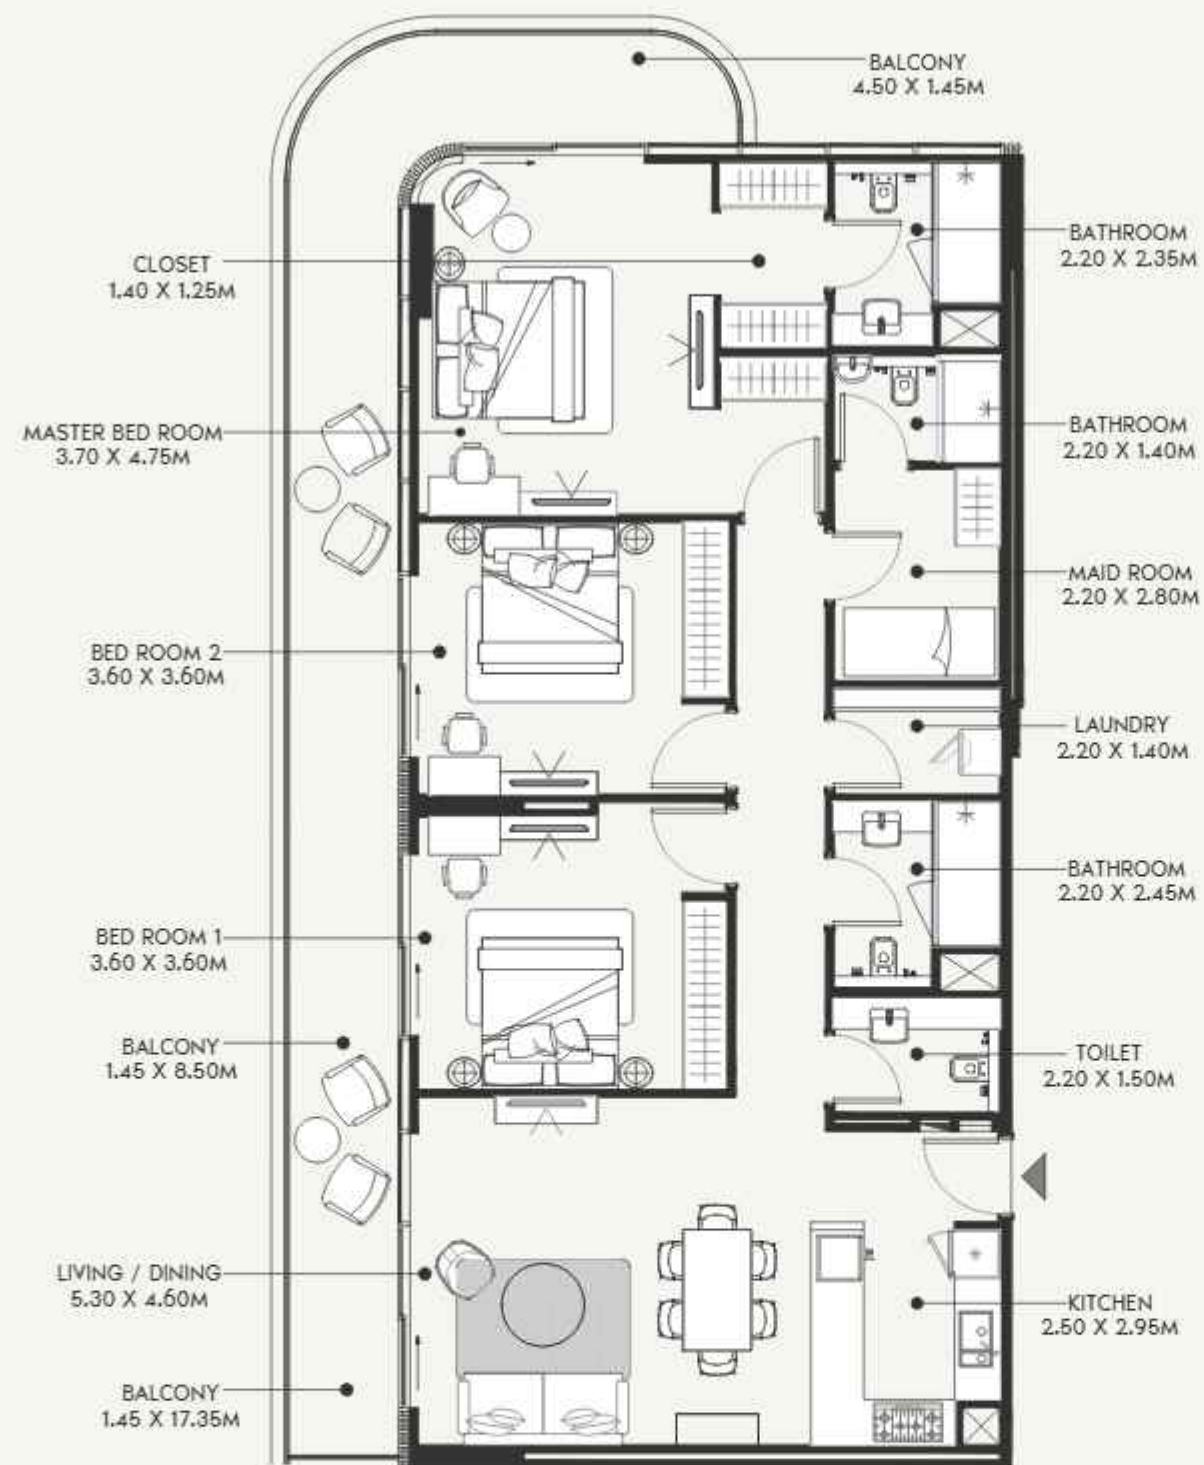 BALCONY
4.50 X 1.45M
BATHROOM
2.20 X 2.35M
CLOSET
1.40 X 1.25M
MASTER BED ROOM
3.70 X 4.75M
BATHROOM
2.20 X 1.40M
MAID ROOM
2.20 X 2.80M
BED ROOM 2
3.60 X 3.60M
LAUNDRY
2.20 X 1.40M
BATHROOM
2.20 X 2.45M
BED ROOM 1
3.60 X 3.60M
BALCONY
1.45 X 8.50M
TOILET
2.20 X 1.50M
LIVING / DINING
5.30 X 4.60M
KITCHEN
2.50 X 2.95M
BALCONY
1.45 X 17.35M